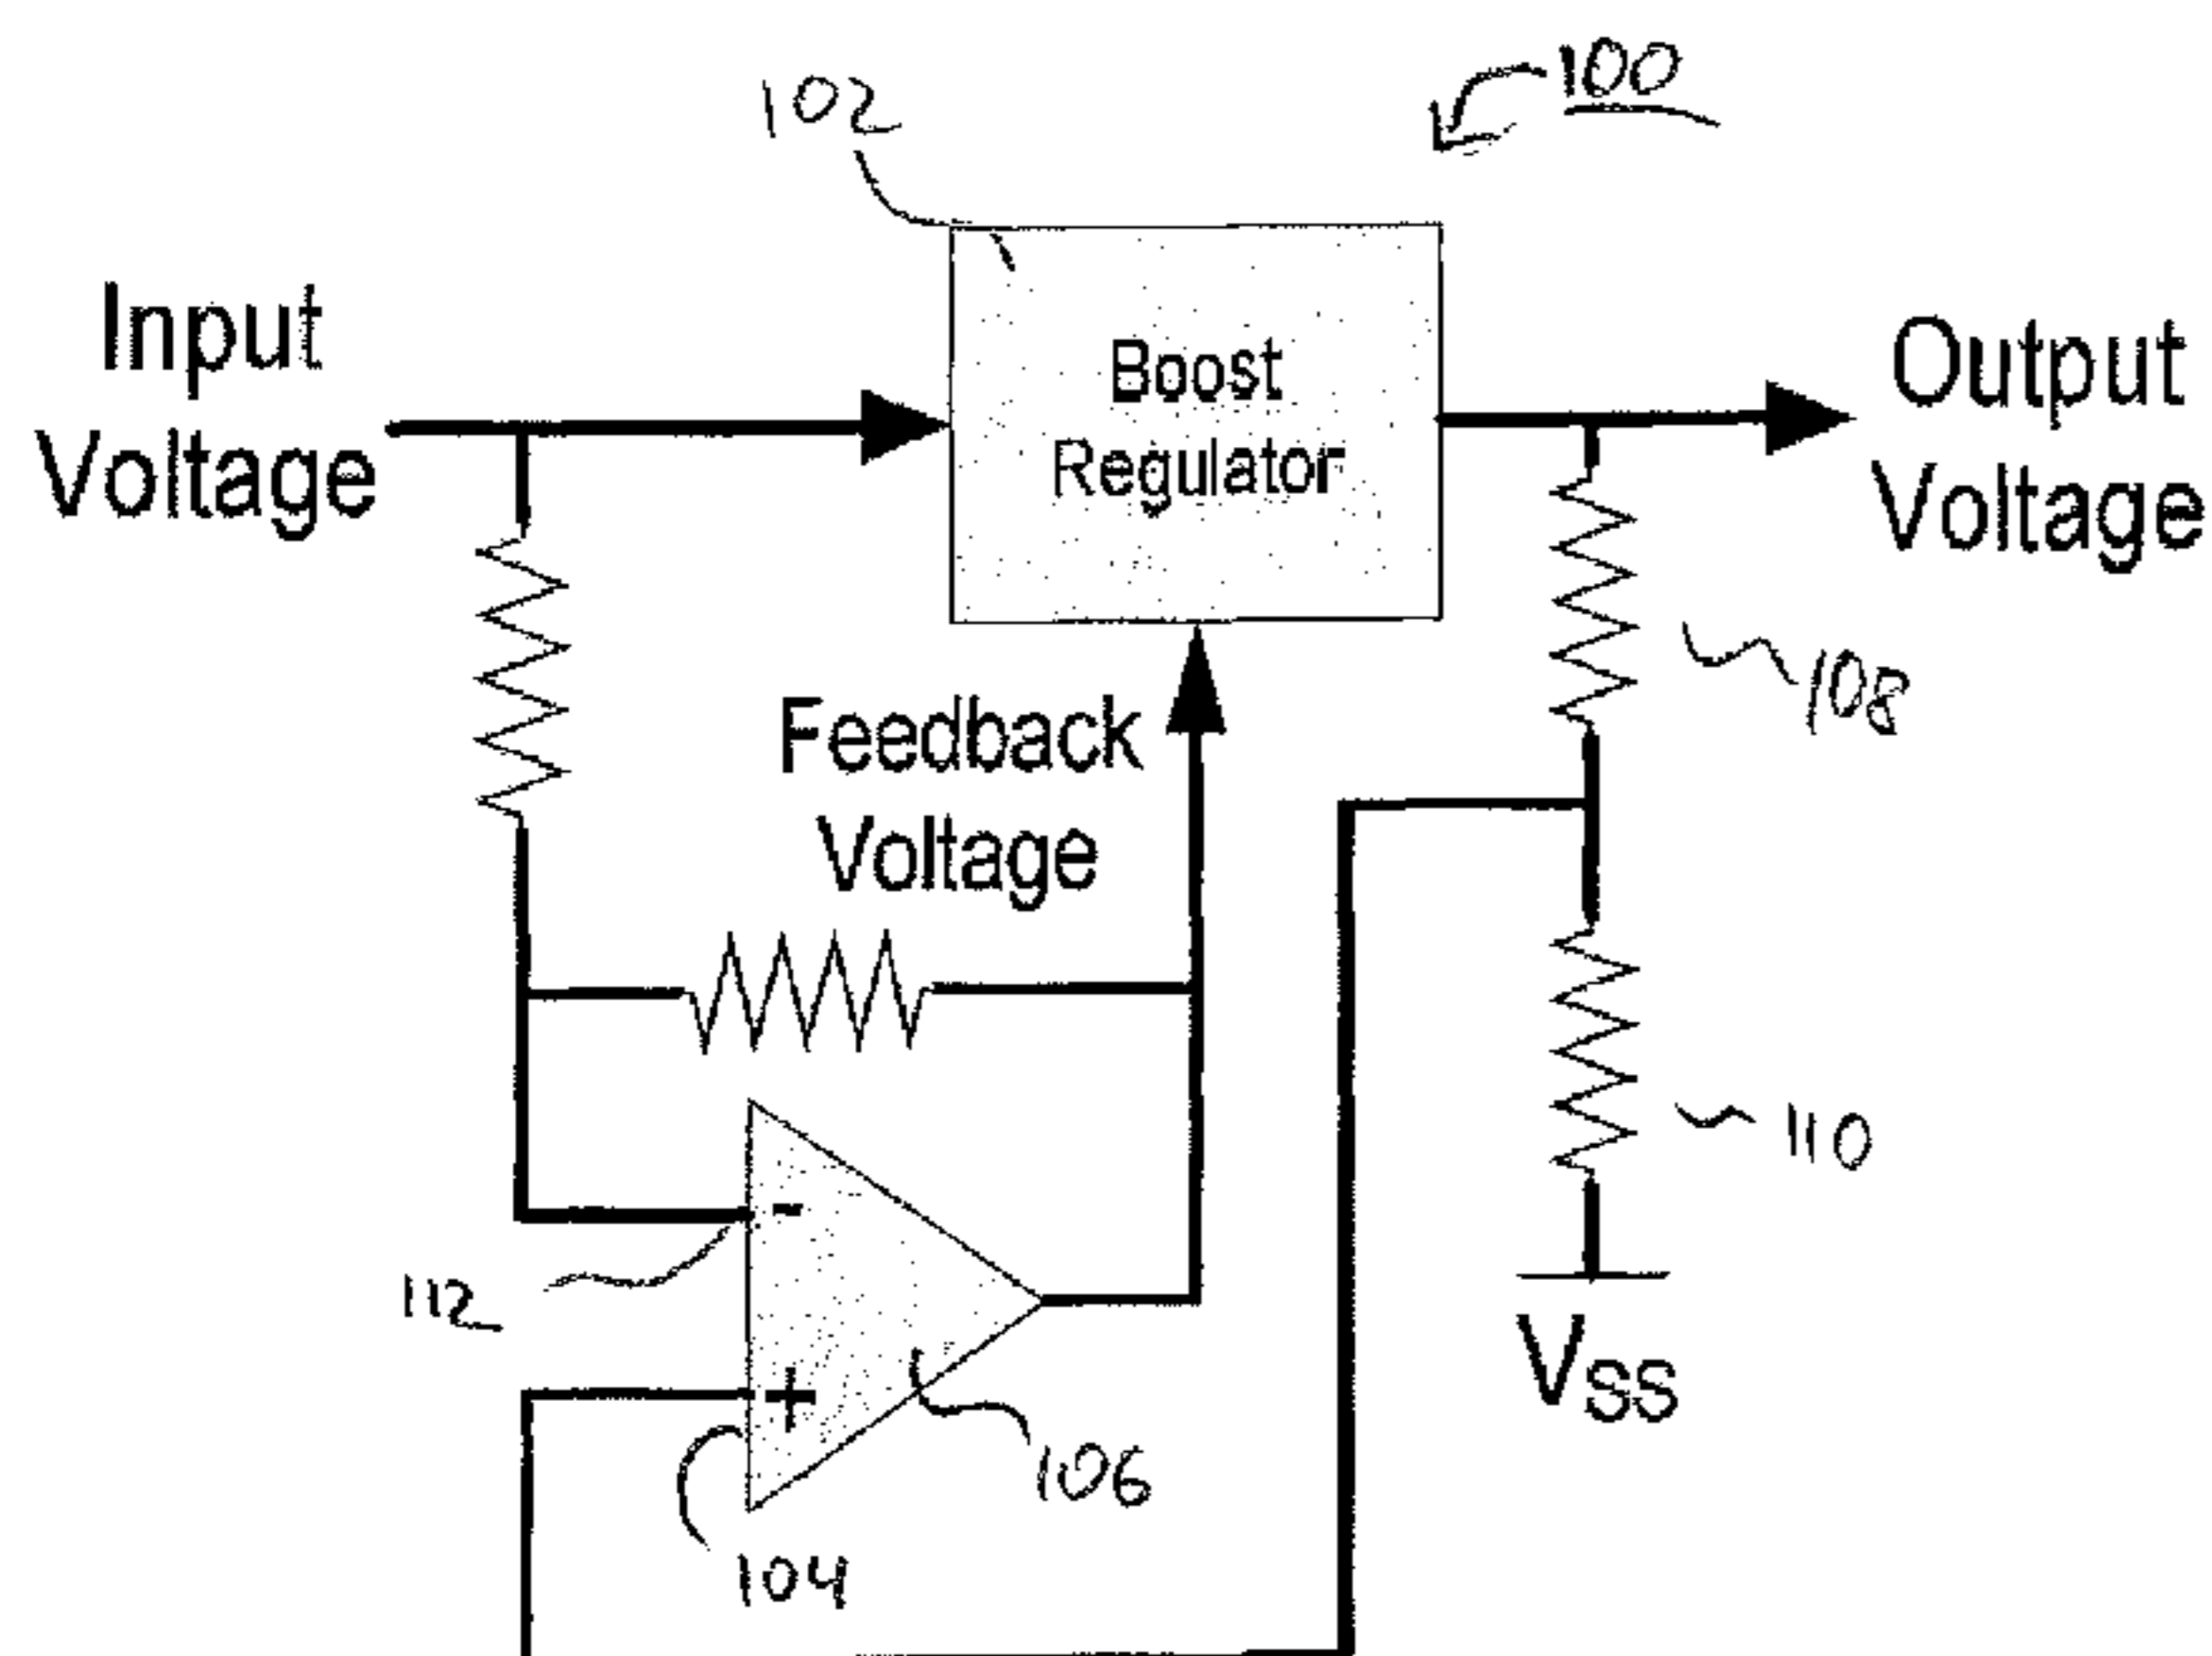 100
102
Input
Voltage
Boost
Regulator
Output
Voltage
108
Feedback
Voltage
110
-
112
+
106
104
VSS